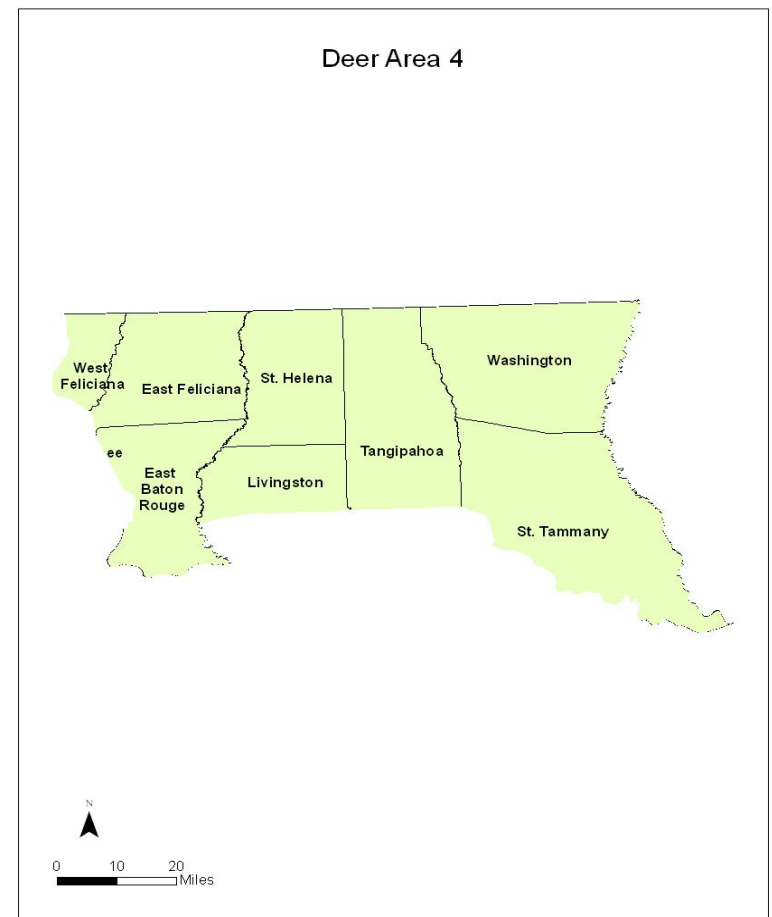 Deer Area 4
Washington
West
Feliciana
East Feliciana
St. Helena
ee
East
Baton
Rouge
Livingston
Tangipahoa
St. Tammany
N
0 10 20
Miles